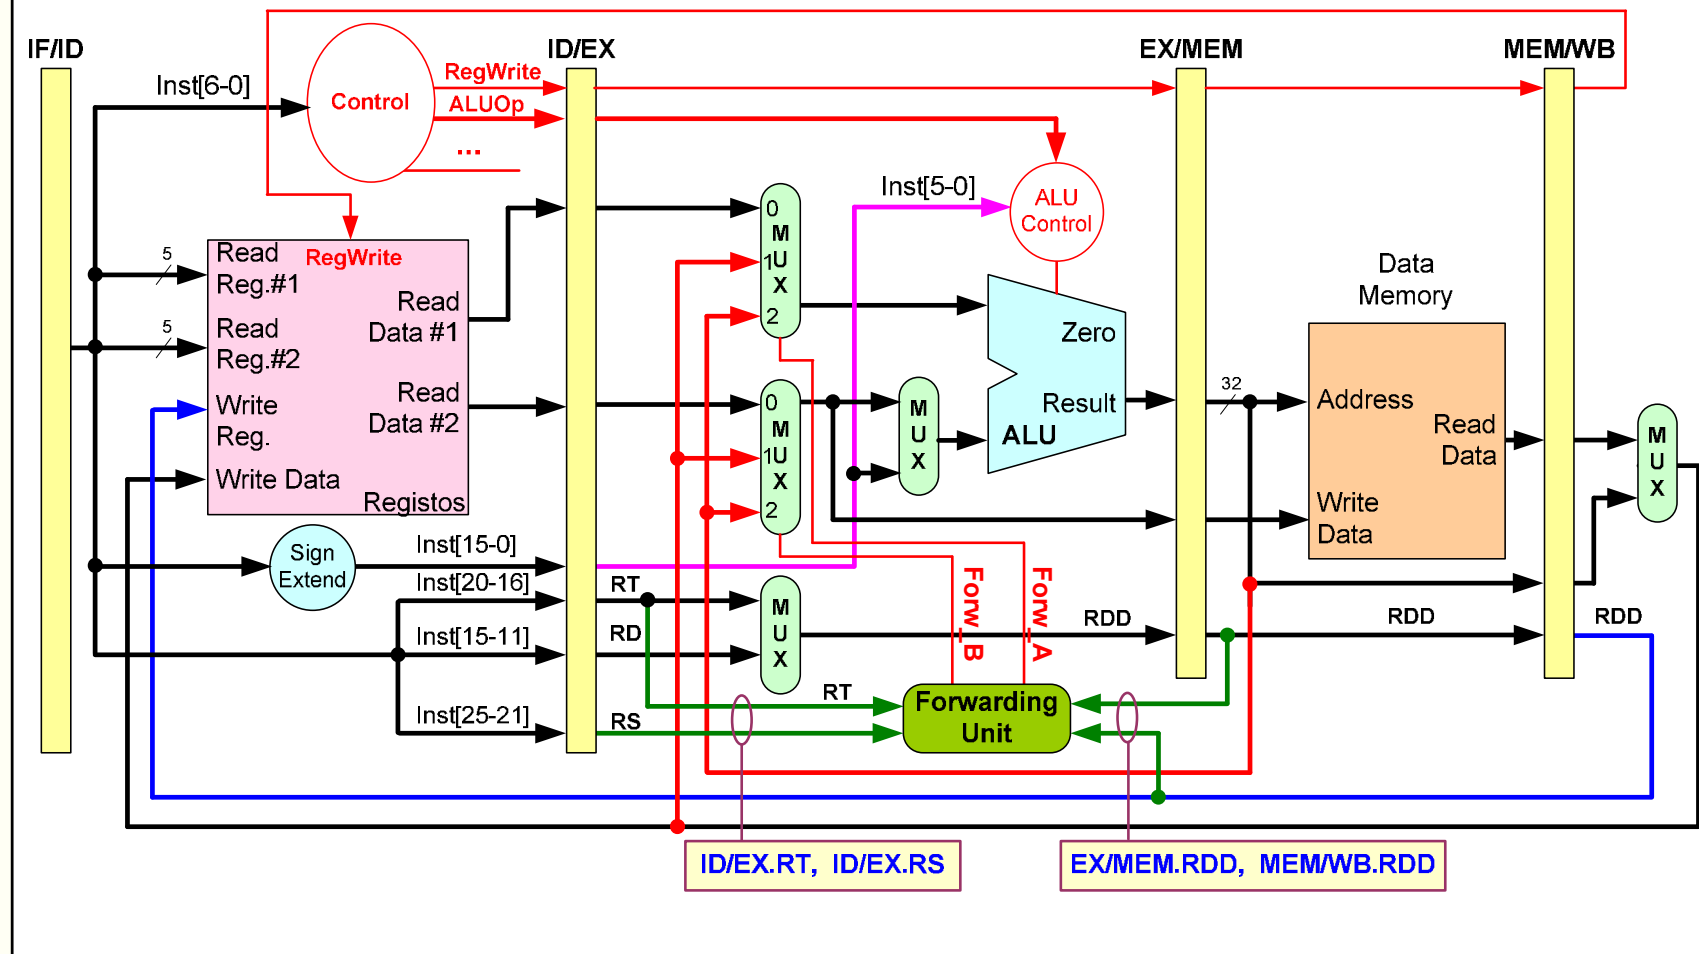 IF/ID
ID/EX
EX/MEM
MEM/WB
Inst[6-0]
Control
RegWrite
ALUOp
...
Inst[5-0]
ALU
Control
5
Read
Reg.#1
RegWrite
Read
Data #1
5
Read
Reg.#2
Write
Reg.
Read
Data #2
Write Data
Registos
0
M
1U
X
2
0
M
1U
X
2
M
U
X
Zero
Result
ALU
32
Data
Memory
Address
Read
Data
Write
Data
M
U
X
Sign
Extend
Inst[15-0]
Inst[20-16]
Inst[15-11]
Inst[25-21]
RT
RD
RS
M
U
X
RT
Forw_B
Forw_A
RDD
RDD
RDD
Forwarding
Unit
ID/EX.RT, ID/EX.RS
EX/MEM.RDD, MEM/WB.RDD